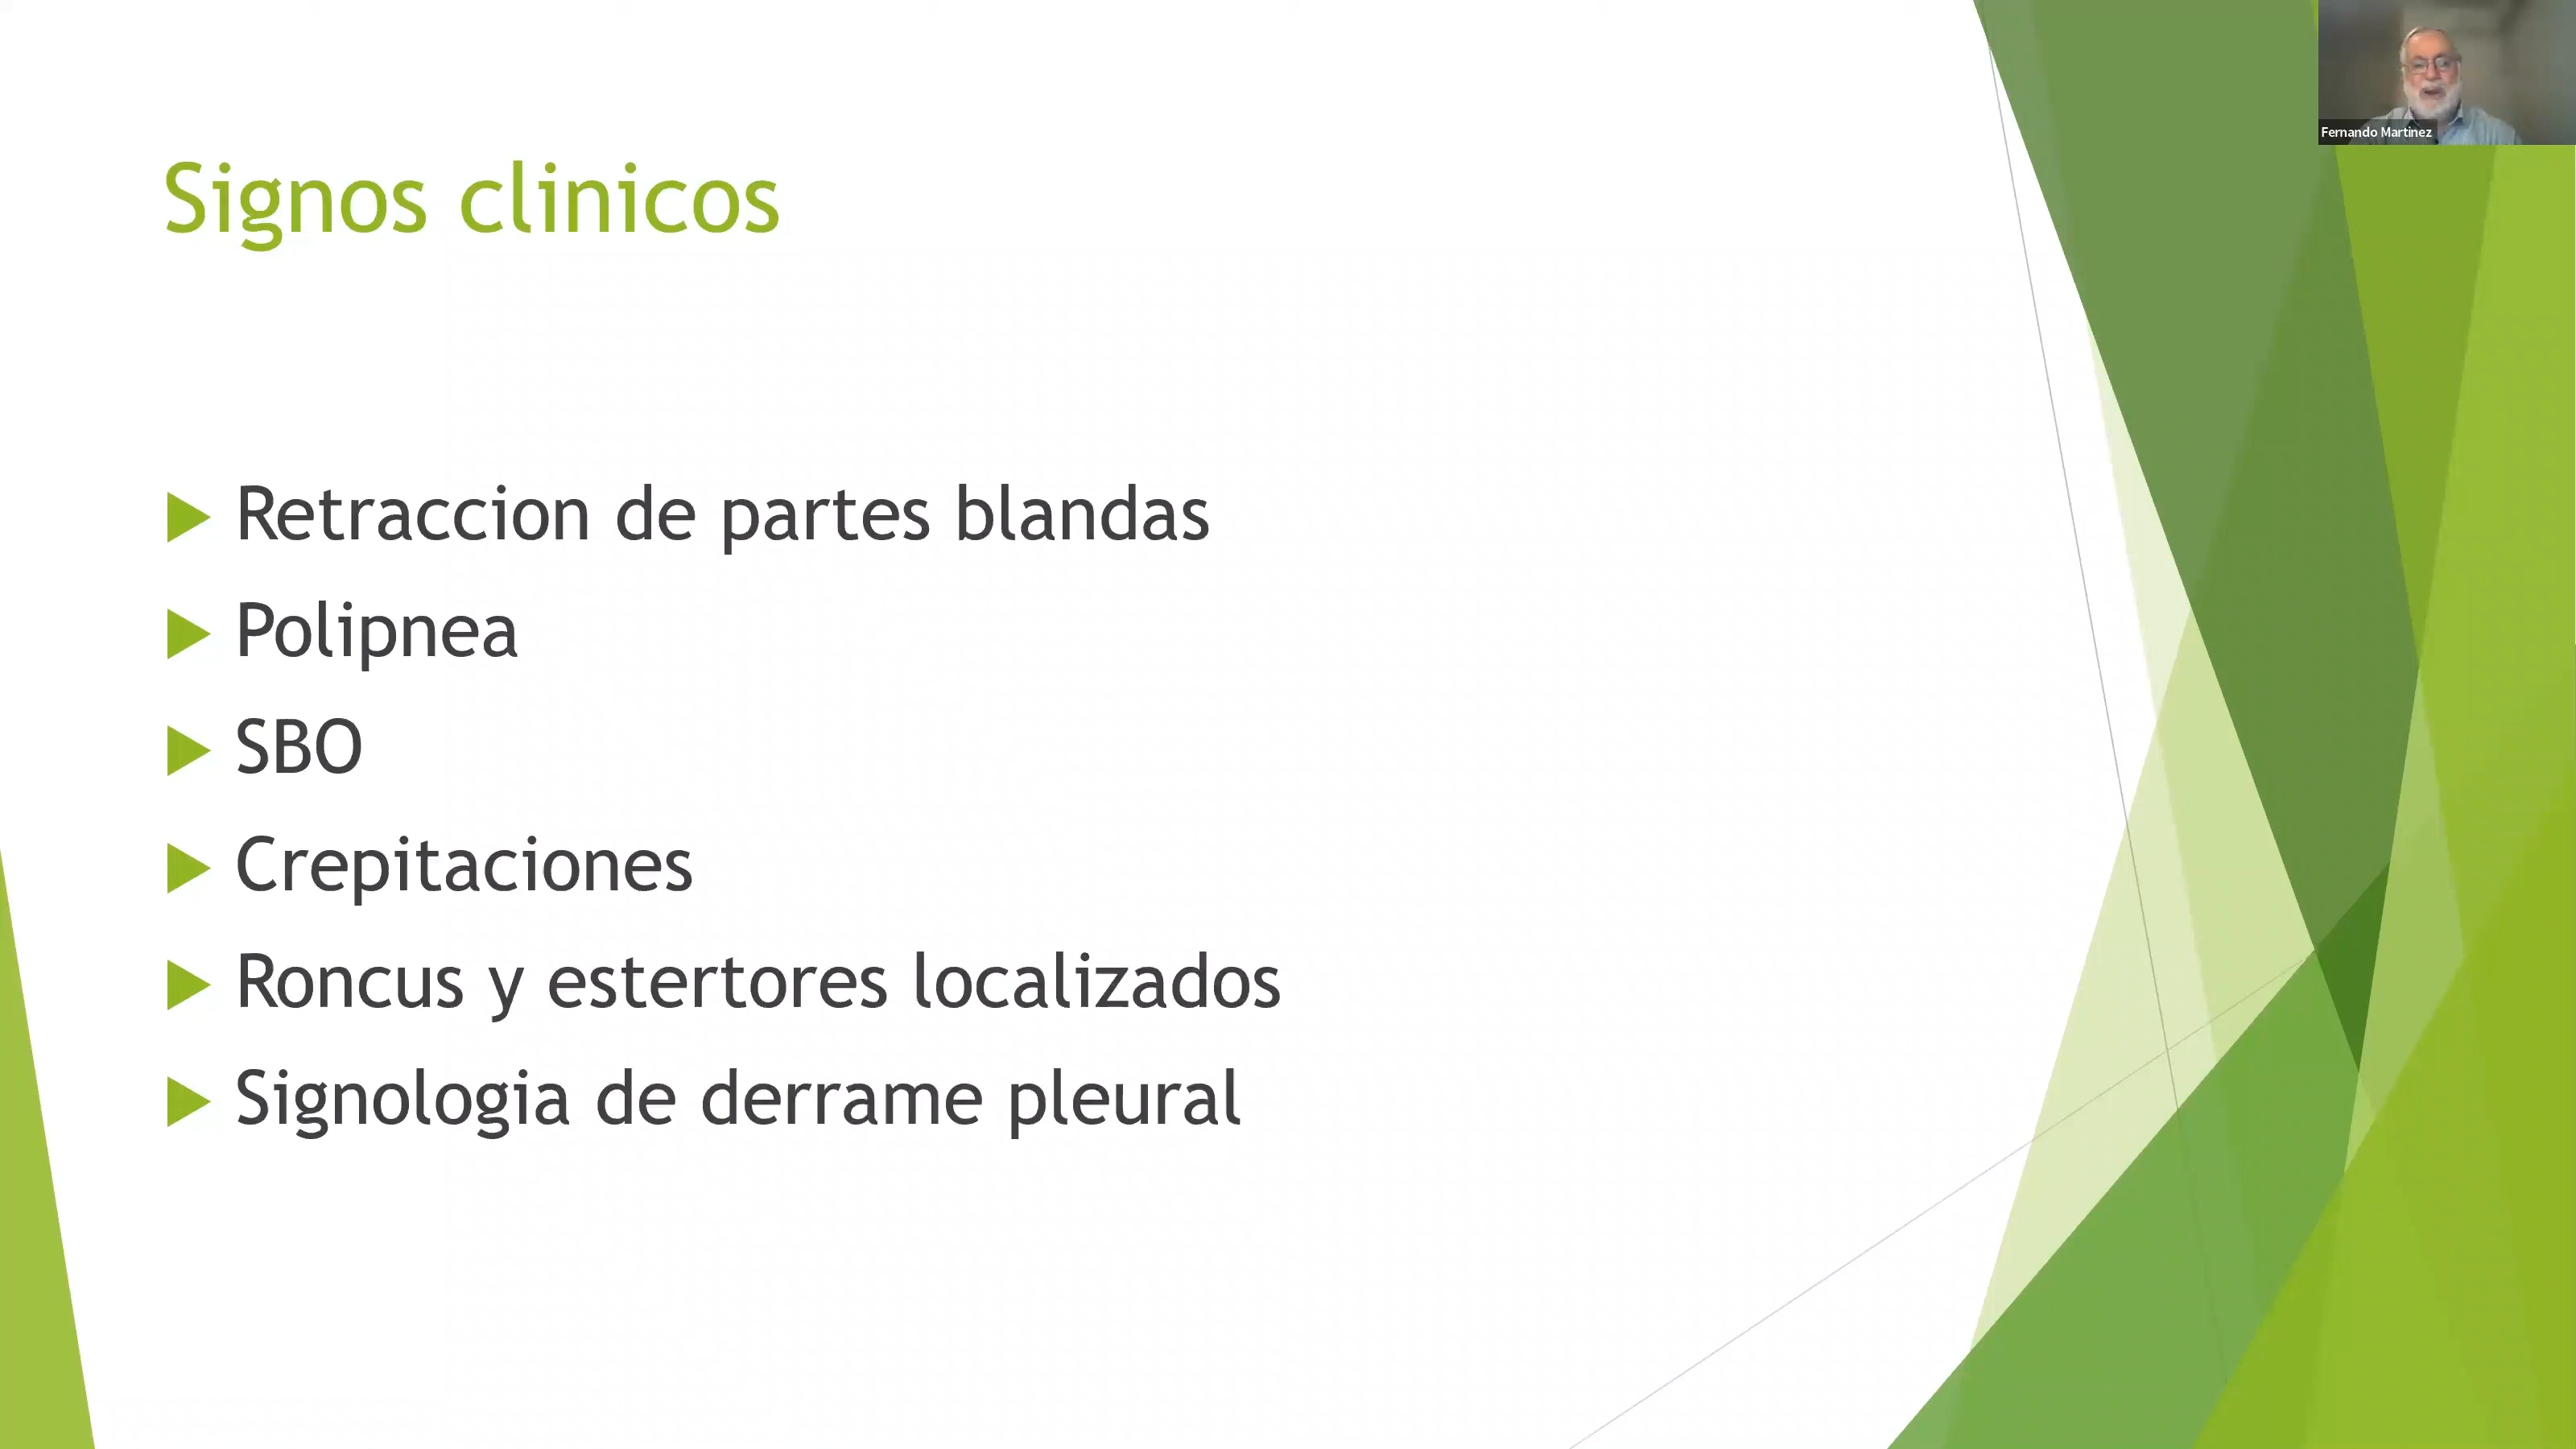 Fernando Martinez
Signos clinicos
Retraccion de partes blandas
Polipnea
SBO
Crepitaciones
Roncus y estertores localizados
Signologia de derrame pleural